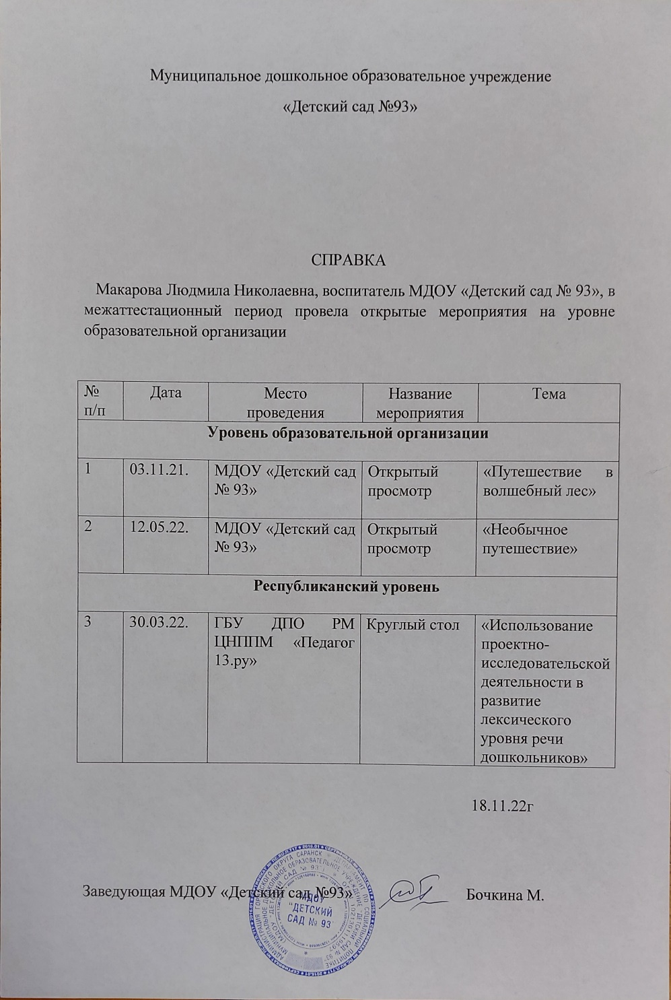 Муниципальное дошкольное образовательное учреждение
«Детский сад №93»
СПРАВКА
Макарова Людмила Николаевна, воспитатель МДОУ «Детский сад № 93», в
межаттестационный период провела открытые мероприятия на уровне
образовательной организации
№ п/п
Дата
Место проведения
Название мероприятия
Тема
Уровень образовательной организации
1
03.11.21.
МДОУ «Детский сад
№ 93»
Открытый
просмотр
«Путешествие в
волшебный лес»
2
12.05.22.
МДОУ «Детский сад
№ 93»
Открытый
просмотр
«Необычное
путешествие»
Республиканский уровень
3
30.03.22.
ГБУ ДПО РМ
ЦНППМ «Педагог
13.ру»
Круглый стол
«Использование
проектно-
исследовательской
деятельности в
развитие
лексического
уровня речи
дошкольников»
18.11.22г
Заведующая МДОУ «Детский сад №93»
Бочкина М.
МДОУ
"ДЕТСКИЙ
САД № 93"